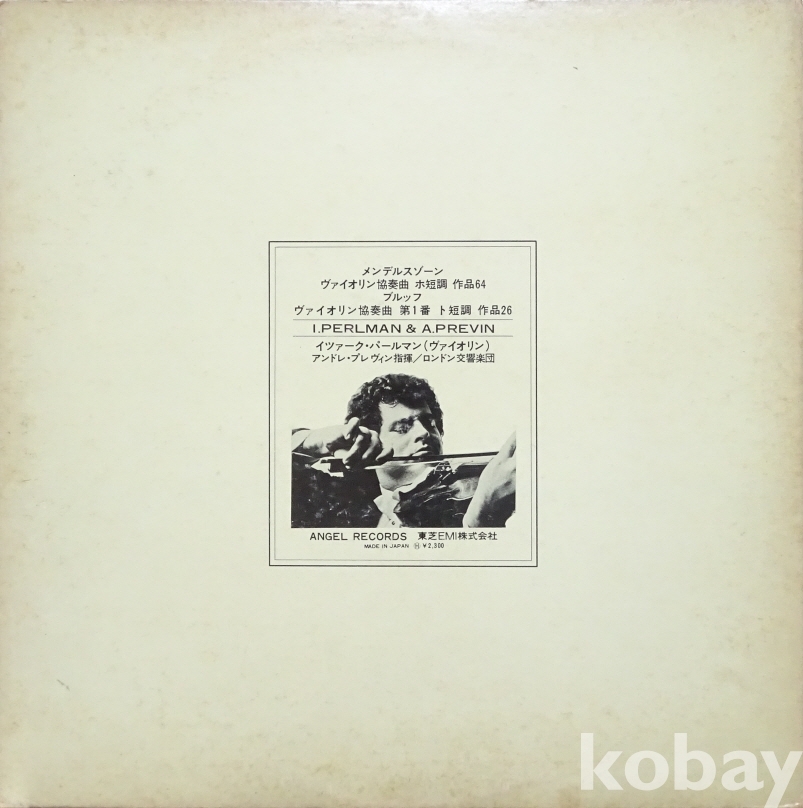 メンデルスゾーン
ヴァイオリン協奏曲 ホ短調 作品64
ブルッフ
ヴァイオリン協奏曲 第1番 ト短調 作品26
I.PERLMAN & A.PREVIN
イツァーク・パールマン(ヴァイオリン)
アンドレ・プレヴィン指揮/ロンドン交響楽団
ANGEL RECORDS 東芝EMI株式会社
MADE IN JAPAN Ⓗ ¥2,300
kobay